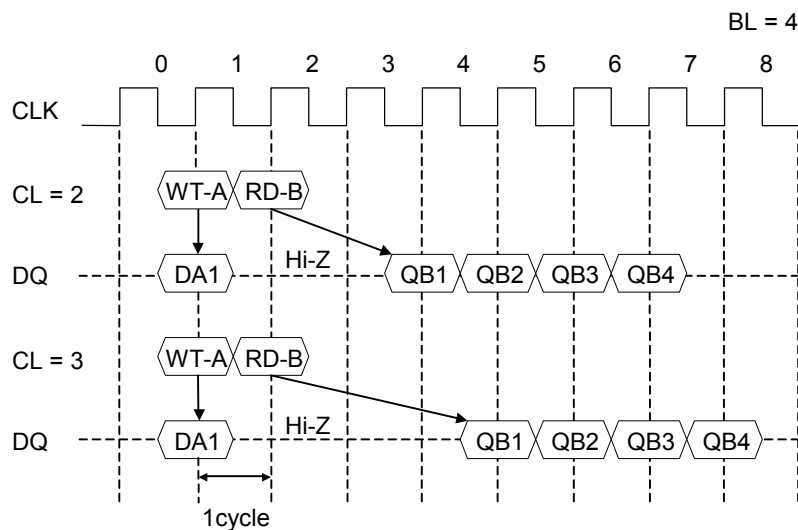 BL = 4
0 1 2 3 4 5 6 7 8
CLK
CL = 2 WT-A RD-B
DQ DA1 Hi-Z QB1 QB2 QB3 QB4
CL = 3 WT-A RD-B
DQ DA1 Hi-Z QB1 QB2 QB3 QB4
1cycle